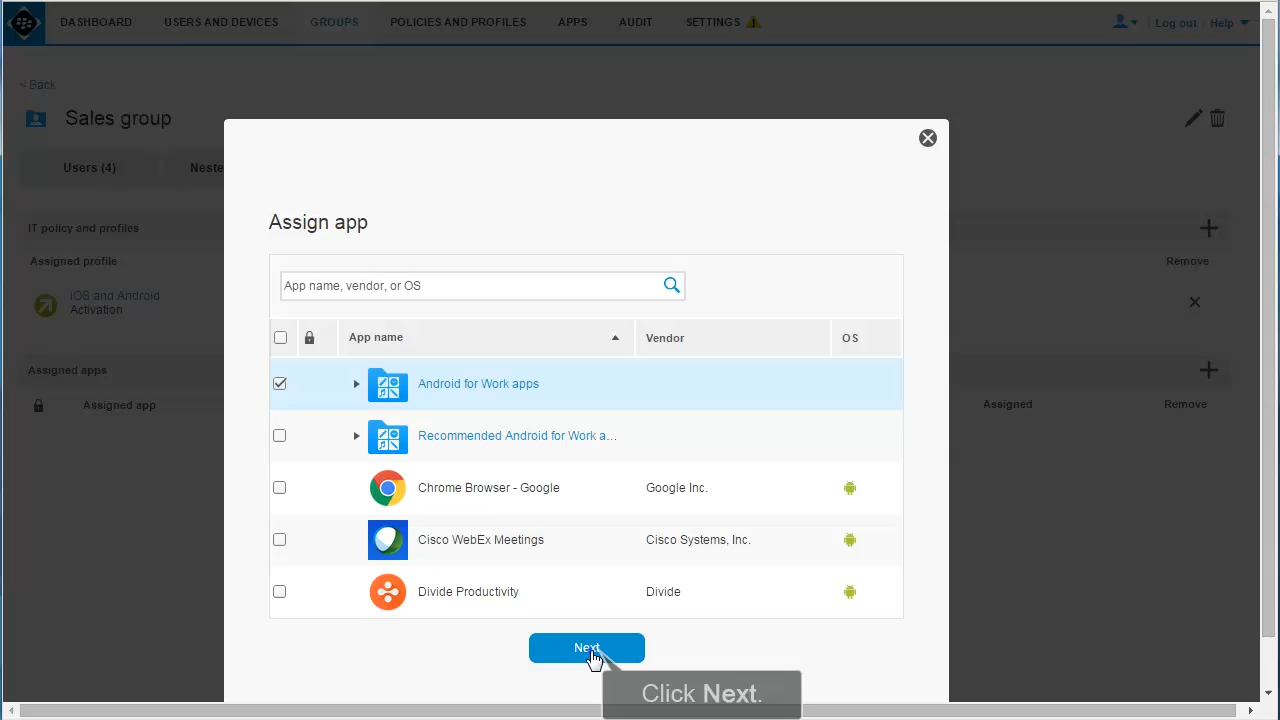 DASHBOARD USERS AND DEVICES GROUPS POLICIES AND PROFILES APPS AUDIT SETTINGS Log out Help
< Back
Sales group
Users (4) Neste
IT policy and profiles
Assigned profile Remove
iOS and Android
Activation
Assigned apps
Assigned app Assigned Remove
Assign app
App name, vendor, or OS
App name Vendor OS
Android for Work apps
Recommended Android for Work a...
Chrome Browser - Google Google Inc.
Cisco WebEx Meetings Cisco Systems, Inc.
Divide Productivity Divide
Next
Click Next.